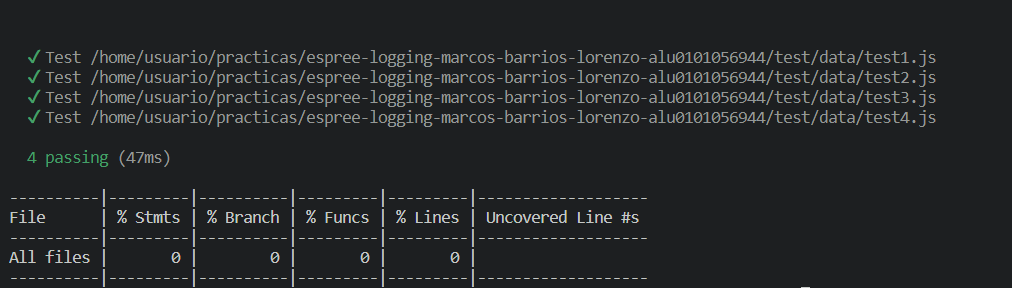 ✓ Test /home/usuario/practicas/espree-logging-marcos-barrios-lorenzo-alu0101056944/test/data/test1.js
✓ Test /home/usuario/practicas/espree-logging-marcos-barrios-lorenzo-alu0101056944/test/data/test2.js
✓ Test /home/usuario/practicas/espree-logging-marcos-barrios-lorenzo-alu0101056944/test/data/test3.js
✓ Test /home/usuario/practicas/espree-logging-marcos-barrios-lorenzo-alu0101056944/test/data/test4.js
4 passing (47ms)
----------|---------|----------|---------|---------|-------------------
File      | % Stmts | % Branch | % Funcs | % Lines | Uncovered Line #s
----------|---------|----------|---------|---------|-------------------
All files |       0 |        0 |       0 |       0 |
----------|---------|----------|---------|---------|-------------------